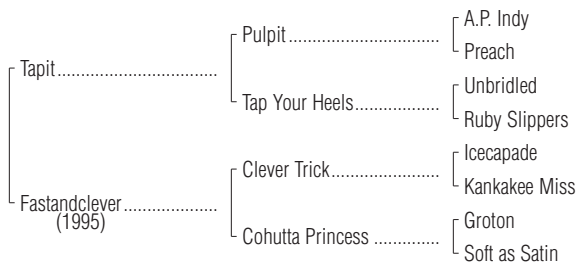 A.P. Indy
Pulpit................................
Preach
Tapit..................................
Unbridled
Tap Your Heels..................
Ruby Slippers
Icecapade
Clever Trick.......................
Kankakee Miss
Fastandclever....................
(1995)
Groton
Cohutta Princess ..............
Soft as Satin